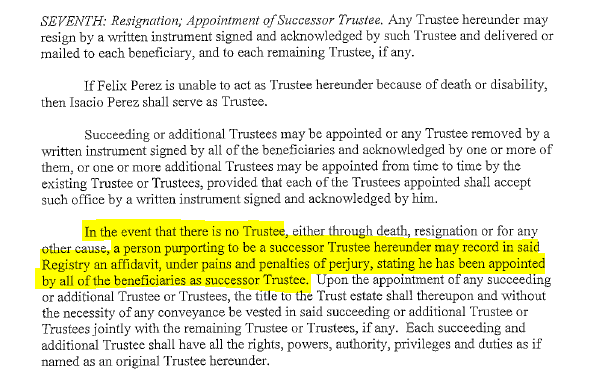 SEVENTH: Resignation; Appointment of Successor Trustee. Any Trustee hereunder may
resign by a written instrument signed and acknowledged by such Trustee and delivered or
mailed to each beneficiary, and to each remaining Trustee, if any.
If Felix Perez is unable to act as Trustee hereunder because of death or disability,
then Isacio Perez shall serve as Trustee.
Succeeding or additional Trustees may be appointed or any Trustee removed by a
written instrument signed by all of the beneficiaries and acknowledged by one or more of
them, or one or more additional Trustees may be appointed from time to time by the
existing Trustee or Trustees, provided that each of the Trustees appointed shall accept
such office by a written instrument signed and acknowledged by him.
In the event that there is no Trustee, either through death, resignation or for any
other cause, a person purporting to be a successor Trustee hereunder may record in said
Registry an affidavit, under pains and penalties of perjury, stating he has been appointed
by all of the beneficiaries as successor Trustee. Upon the appointment of any succeeding
or additional Trustee or Trustees, the title to the Trust estate shall thereupon and without
the necessity of any conveyance be vested in said succeeding or additional Trustee or
Trustees jointly with the remaining Trustee or Trustees, if any. Each succeeding and
additional Trustee shall have all the rights, powers, authority, privileges and duties as if
named as an original Trustee hereunder.